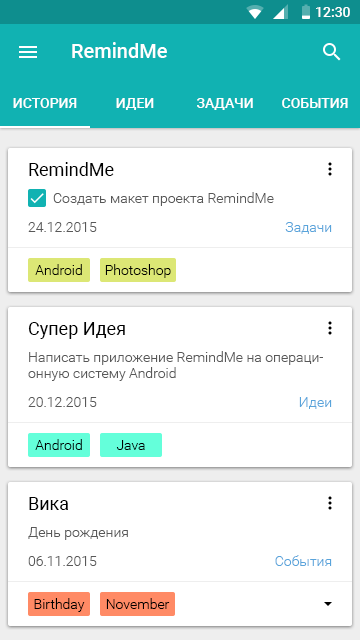 12:30
RemindMe
ИСТОРИЯ ИДЕИ ЗАДАЧИ СОБЫТИЯ
RemindMe
Создать макет проекта RemindMe
24.12.2015 Задачи
Android Photoshop
Супер Идея
Написать приложение RemindMe на операци-
онную систему Android
20.12.2015 Идеи
Android Java
Вика
День рождения
06.11.2015 События
Birthday November